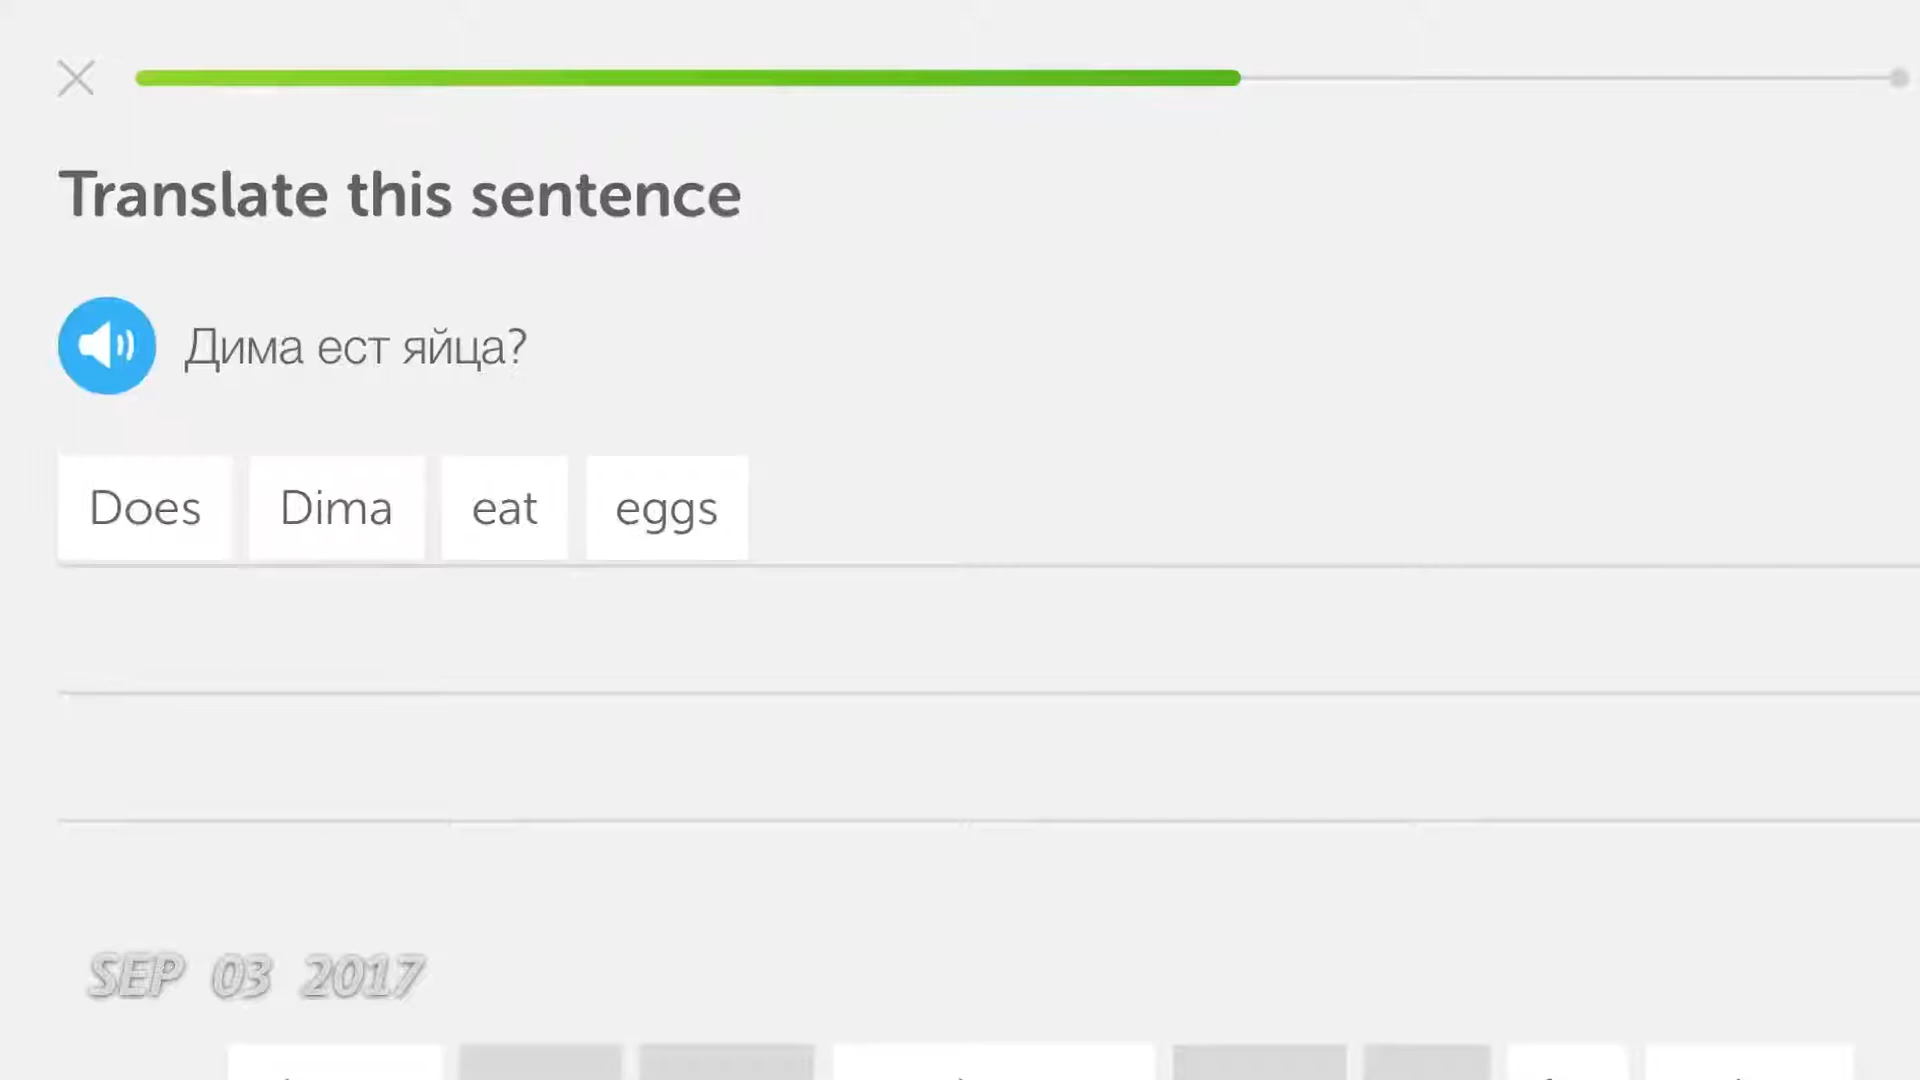 Translate this sentence
Дима ест яйца?
Does Dima eat eggs
SEP 03 2017